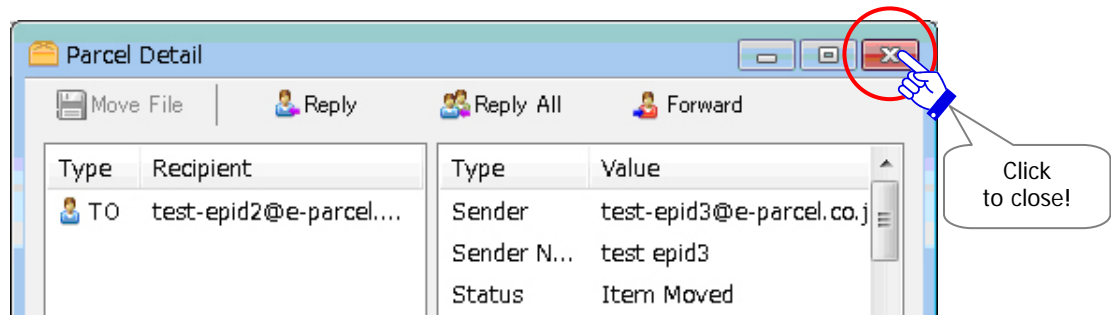 Parcel Detail
Move File Reply Reply All Forward
Type Recipient Type Value
TO test-epid2@e-parcel.... Sender test-epid3@e-parcel.co.j
Sender N... test epid3
Status Item Moved
Click
to close!